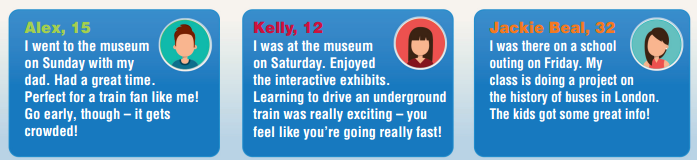 Alex, 15
I went to the museum
on Sunday with my
dad. Had a great time.
Perfect for a train fan like me!
Go early, though – it gets
crowded!
Kelly, 12
I was at the museum
on Saturday. Enjoyed
the interactive exhibits.
Learning to drive an underground
train was really exciting – you
feel like you're going really fast!
Jackie Beal, 32
I was there on a school
outing on Friday. My
class is doing a project on
the history of buses in London.
The kids got some great info!